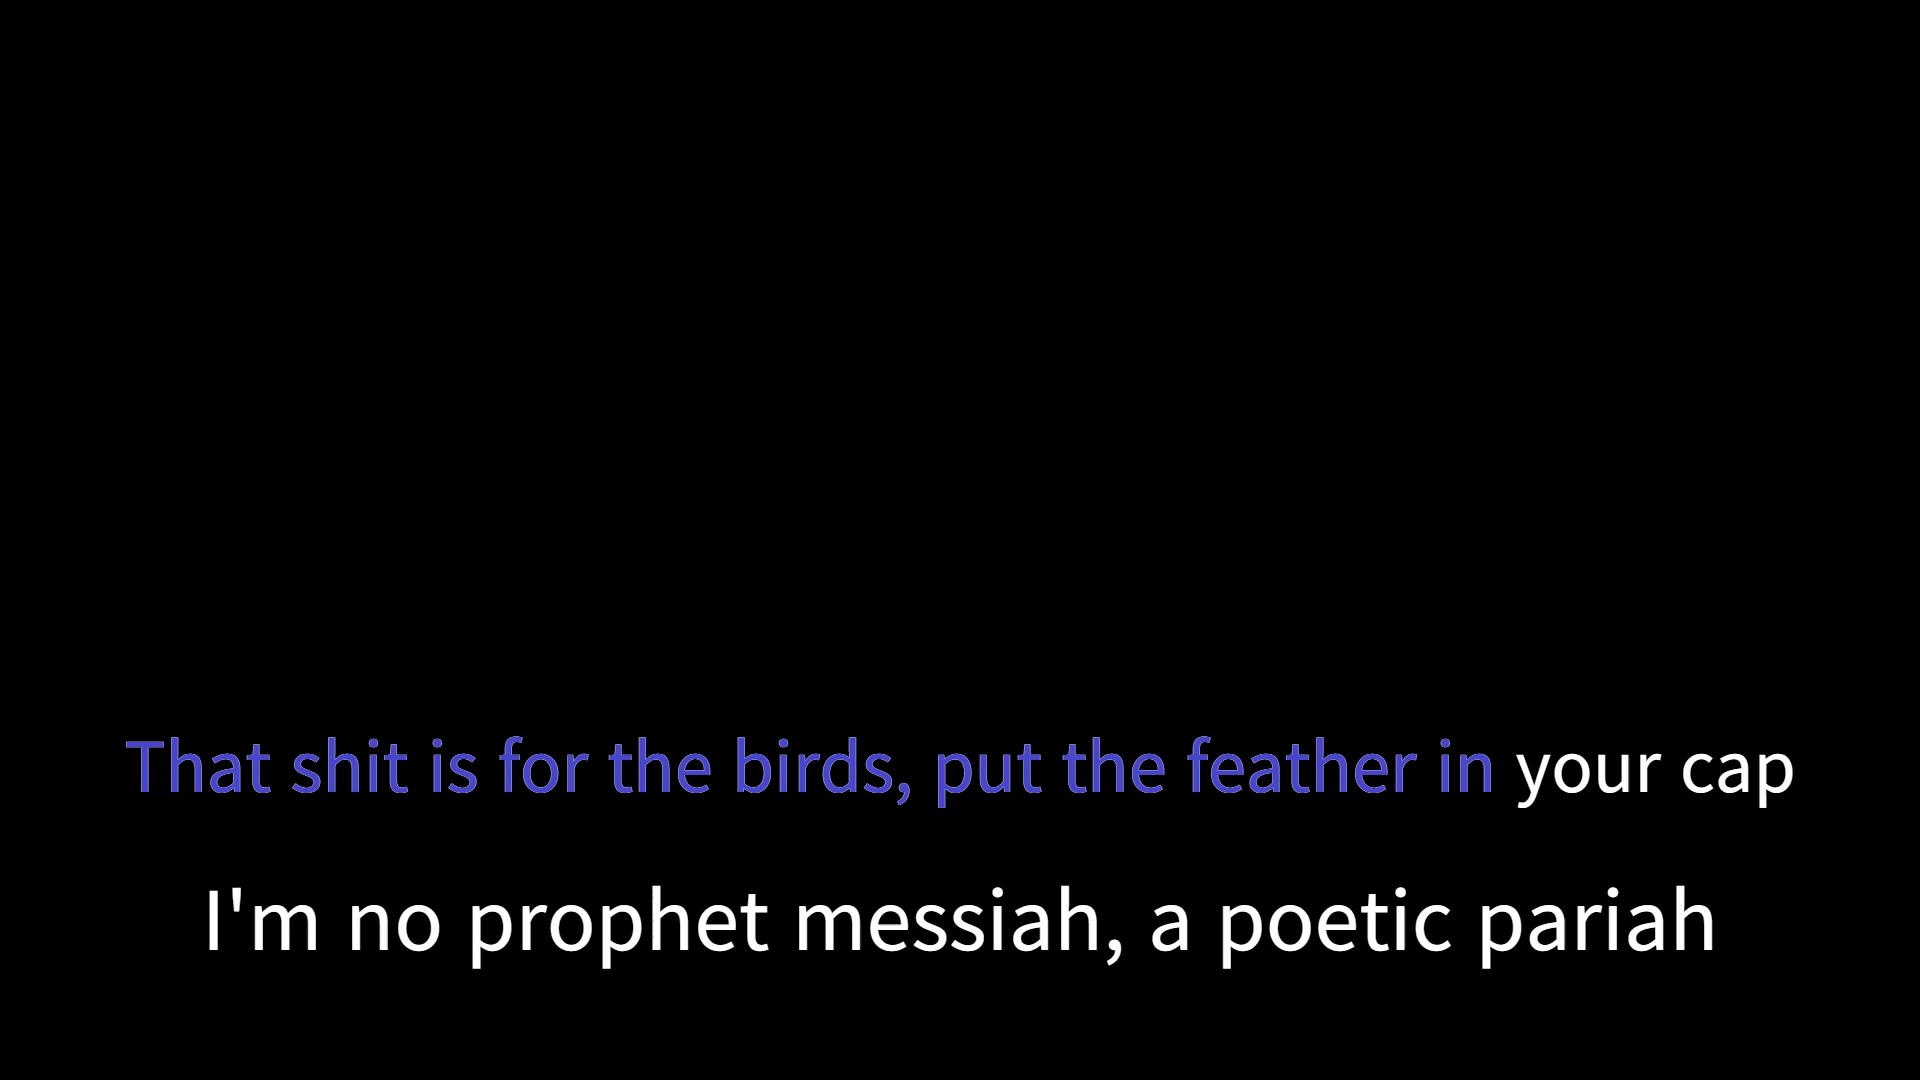 That shit is for the birds, put the feather in your cap
I'm no prophet messiah, a poetic pariah